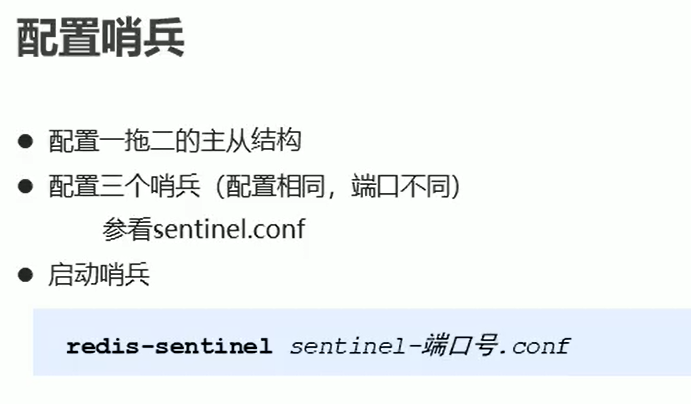 配置哨兵
● 配置一拖二的主从结构
● 配置三个哨兵（配置相同，端口不同）
参看sentinel.conf
● 启动哨兵
redis-sentinel sentinel-端口号.conf